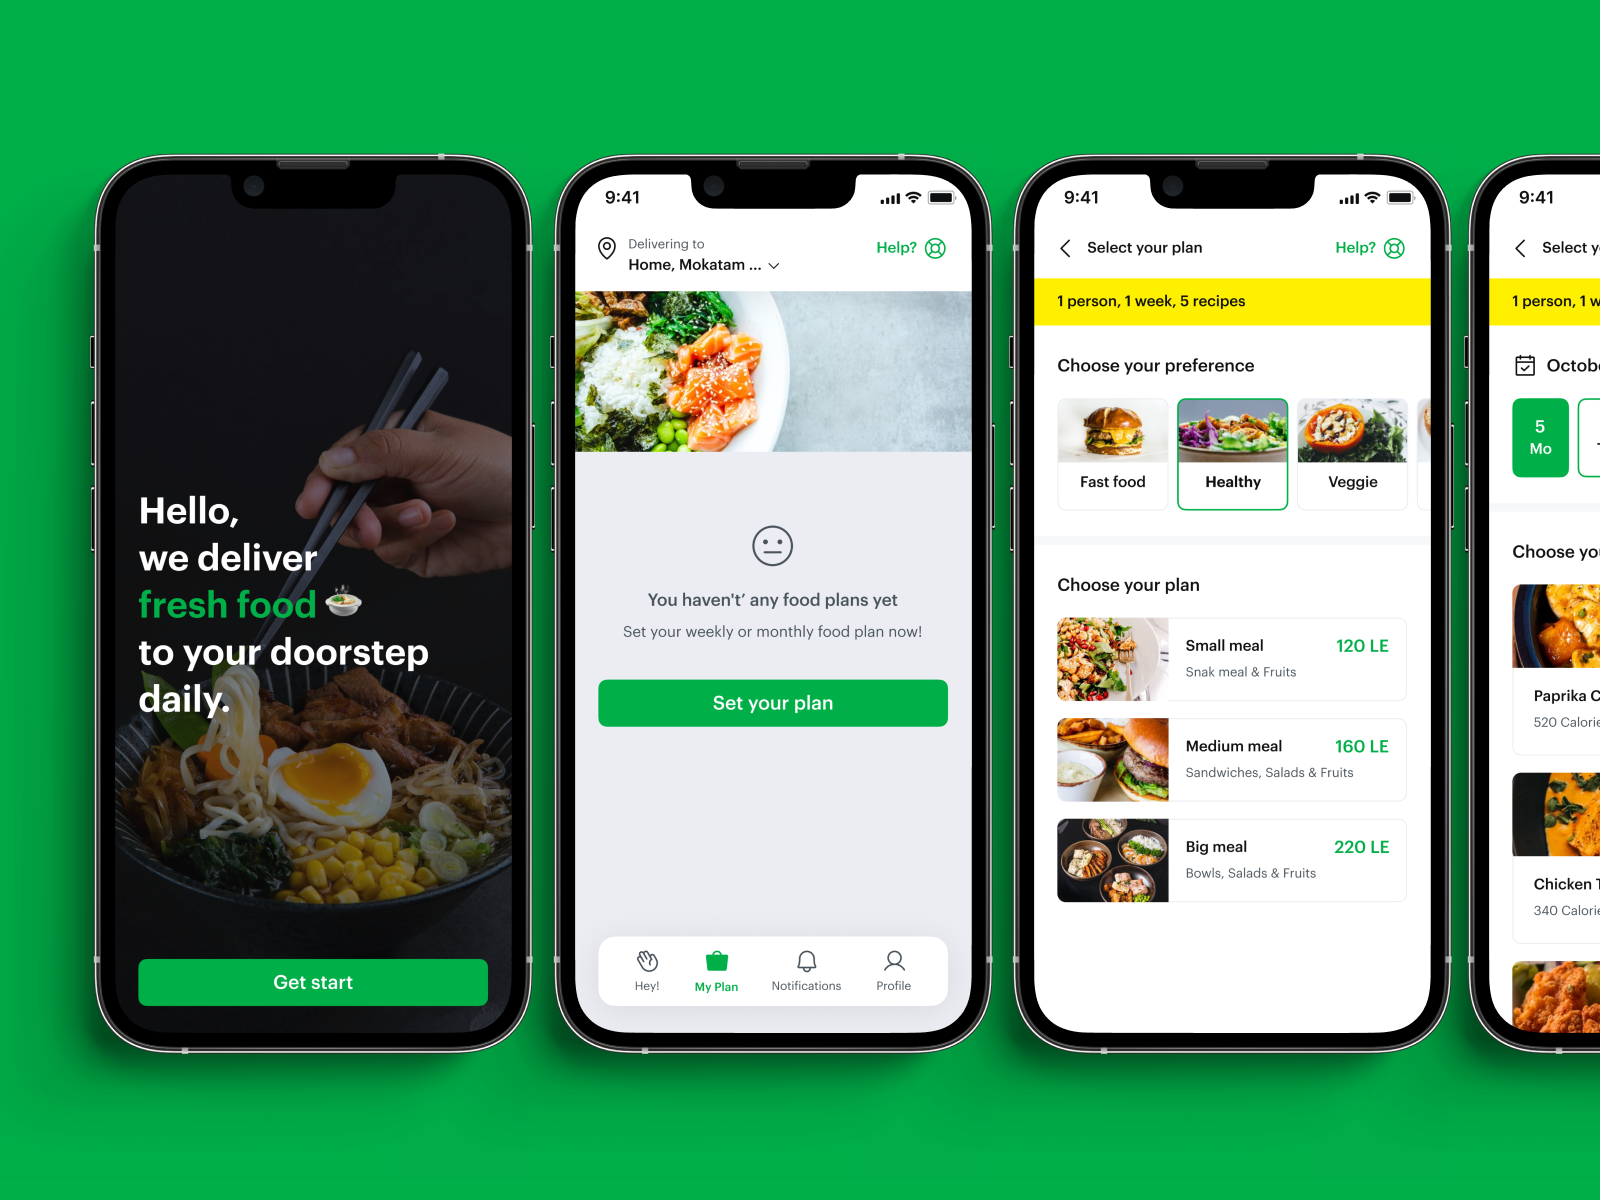 Hello,
we deliver
fresh food
to your doorstep
daily.
Get start
9:41
Delivering to
Home, Mokatam ...
Help?
You haven't’ any food plans yet
Set your weekly or monthly food plan now!
Set your plan
Hey!
My Plan
Notifications
Profile
9:41
Select your plan
Help?
1 person, 1 week, 5 recipes
Choose your preference
Fast food
Healthy
Veggie
Choose your plan
Small meal
120 LE
Snak meal & Fruits
Medium meal
160 LE
Sandwiches, Salads & Fruits
Big meal
220 LE
Bowls, Salads & Fruits
9:41
Select
1 person, 1
5
Mo
Choose
Paprika
520
Chicken
340